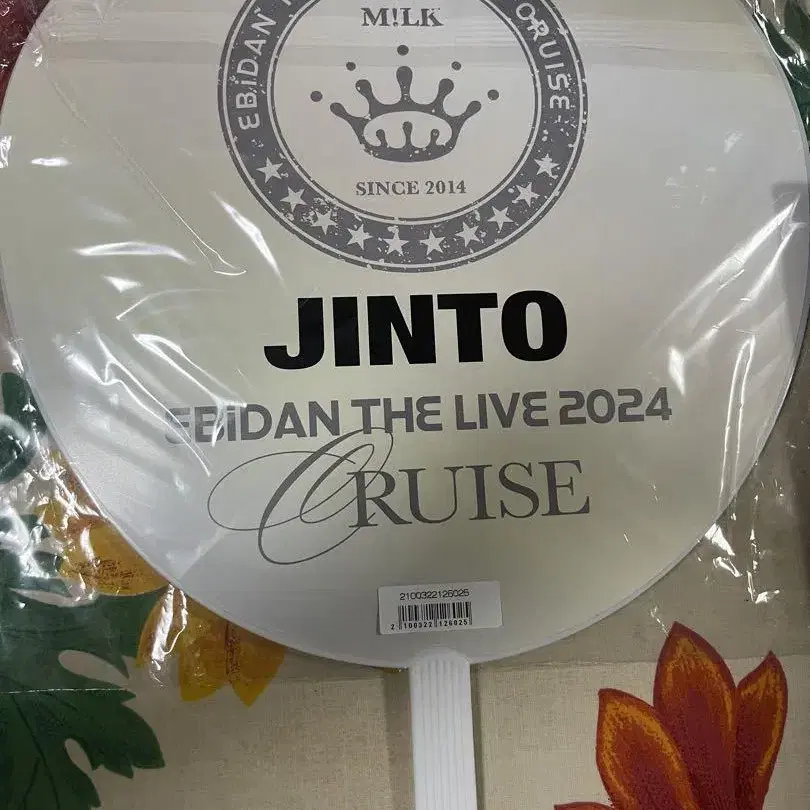 M!LK
EBiDAN
CRUISE
SINCE 2014
JINTO
EBiDAN THE LIVE 2024
CRUISE
2100322126025
2 100322 126025